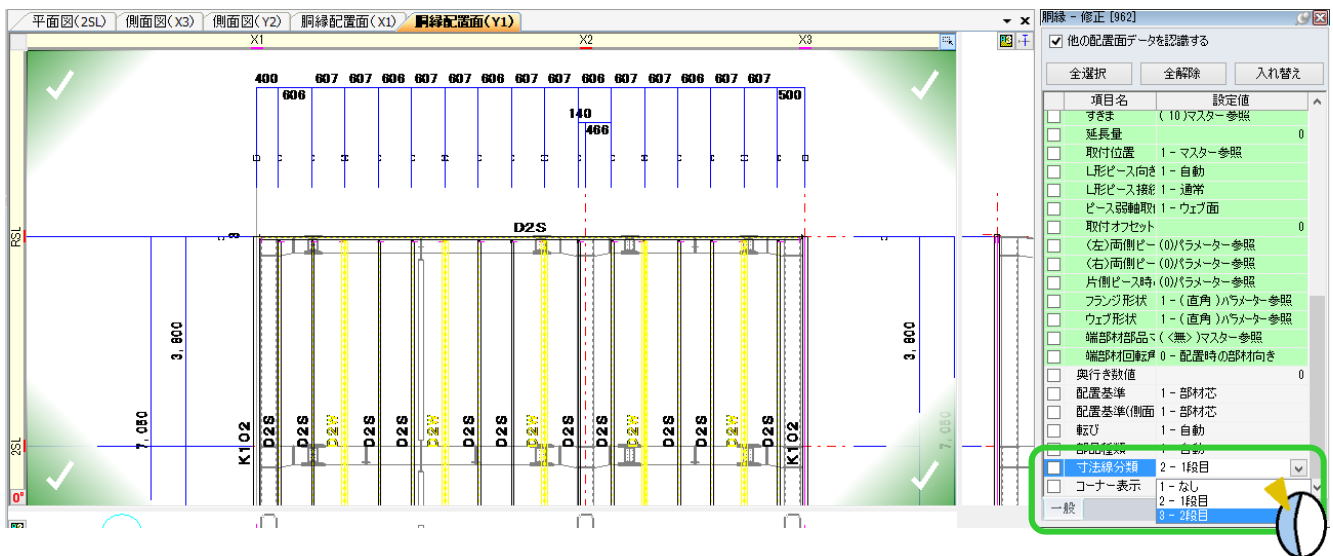 平面図(2SL) 側面図(X3) 側面図(Y2) 胴縁配置面(X1) 胴縁配置面(Y1)
X1 X2 X3
400 607 607 606 607 607 606 607 607 606 607 607 606 607 607
606 500
140
466
D2S
RSL
3
3,800
3,800
7,050
7,050
2SL
K102 D2S D2S D2W D2S D2S D2W D2S D2S D2W D2S D2S D2W D2S D2S D2W D2S K102
0°
胴縁 - 修正 [962]
他の配置面データを認識する
全選択 全解除 入れ替え
項目名 設定値
すきま ( 10 )マスター参照
延長量 0
取付位置 1 - マスター参照
L形ピース向き 1 - 自動
L形ピース接続 1 - 通常
ピース弱軸取付 1 - ウェブ面
取付オフセット 0
(左)両側ピー (0)パラメーター参照
(右)両側ピー (0)パラメーター参照
片側ピース時 (0)パラメーター参照
フランジ形状 1 - ( 直角 )パラメーター参照
ウェブ形状 1 - ( 直角 )パラメーター参照
端部材部品マ ( <無> )マスター参照
端部材回転角 0 - 配置時の部材向き
奥行き数値 0
配置基準 1 - 部材芯
配置基準(側面 1 - 部材芯
転び 1 - 自動
部品種類 1 - 自動
寸法線分類 2 - 1段目
コーナー表示 1 - なし
2 - 1段目
3 - 2段目
一般